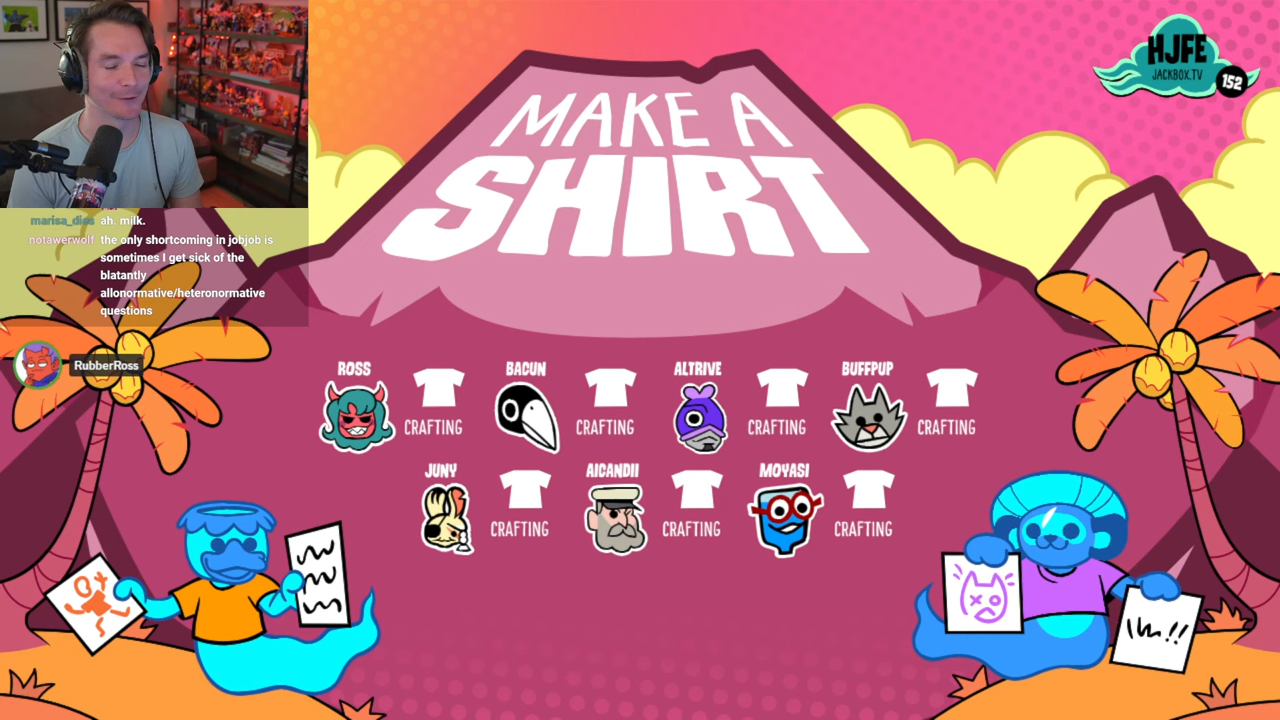 HJFE
JACKBOX.TV
152
MAKE A
SHIRT
marisa_dies ah. milk.
notawerwolf the only shortcoming in jobjob is
sometimes I get sick of the
blatantly
allonormative/heteronormative
questions
RubberRoss
ROSS
CRAFTING
BACUN
CRAFTING
ALTRIVE
CRAFTING
BUFFPUP
CRAFTING
JUNY
CRAFTING
AICANDII
CRAFTING
MOYASI
CRAFTING